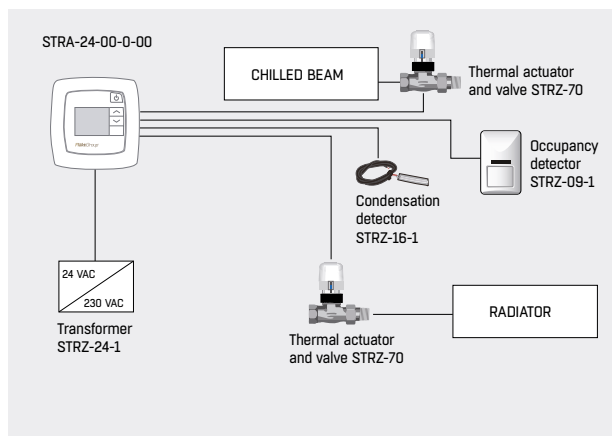 STRA-24-00-0-00
CHILLED BEAM
Thermal actuator
and valve STRZ-70
Occupancy
detector
STRZ-09-1
Condensation
detector
STRZ-16-1
24 VAC
230 VAC
Transformer
STRZ-24-1
RADIATOR
Thermal actuator
and valve STRZ-70